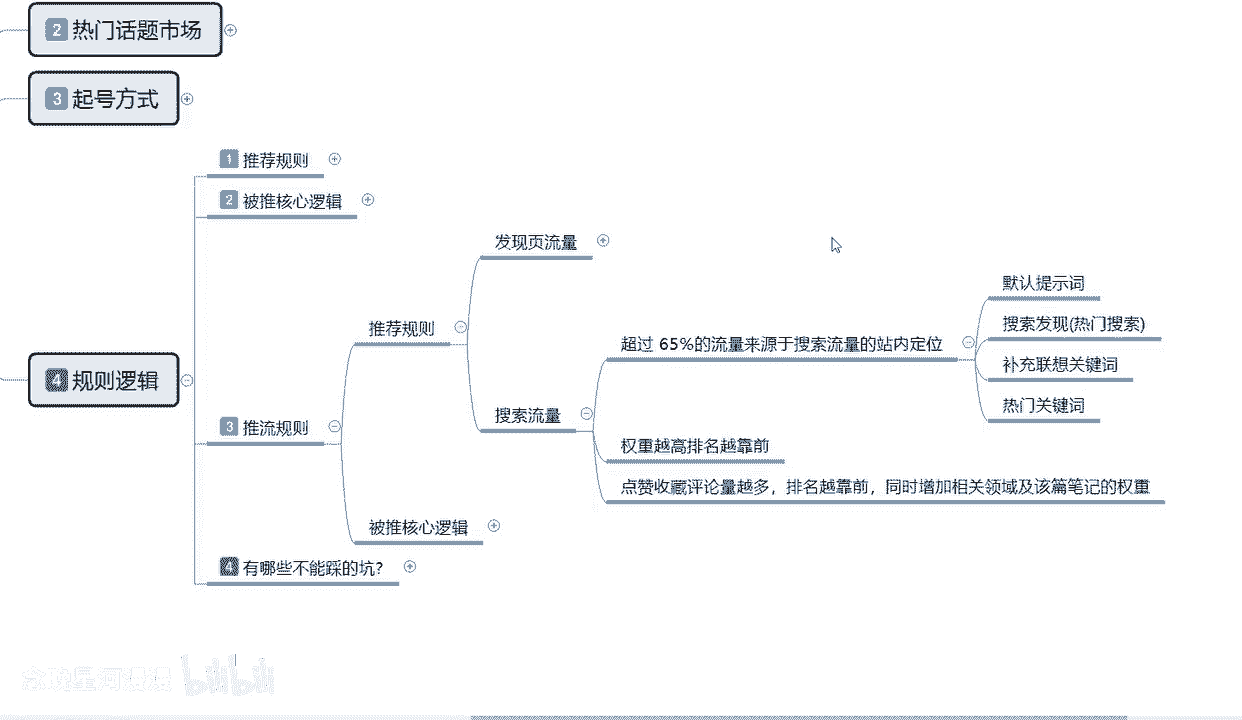 2 热门话题市场
3 起号方式
1 推荐规则
2 被推核心逻辑
发现页流量
默认提示词
搜索发现(热门搜索)
推荐规则
超过 65%的流量来源于搜索流量的站内定位
补充联想关键词
4 规则逻辑
热门关键词
搜索流量
3 推流规则
权重越高排名越靠前
点赞收藏评论量越多，排名越靠前，同时增加相关领域及该篇笔记的权重
被推核心逻辑
4 有哪些不能踩的坑?
bilibili